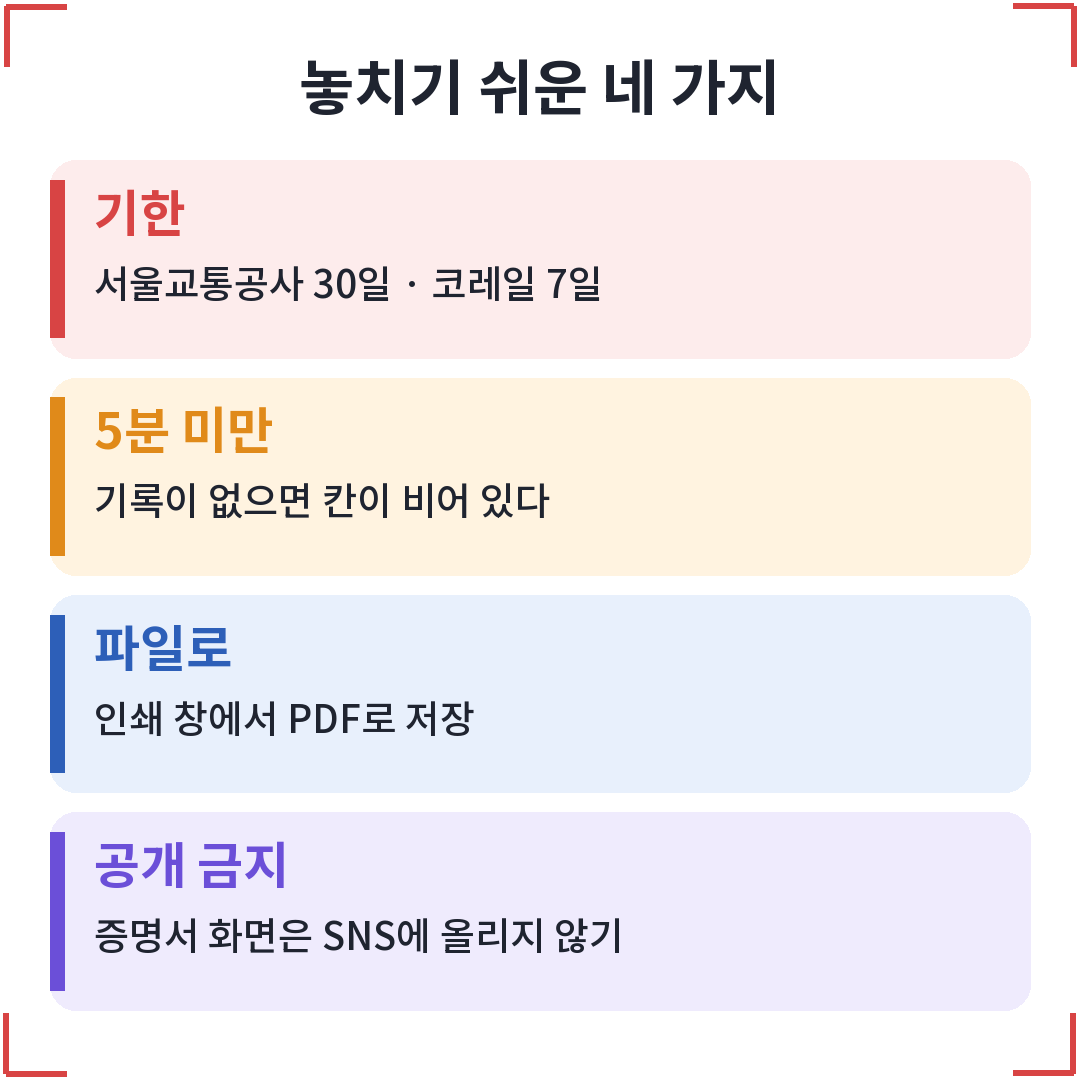 놓치기 쉬운 네 가지
기한
서울교통공사 30일 · 코레일 7일
5분 미만
기록이 없으면 칸이 비어 있다
파일로
인쇄 창에서 PDF로 저장
공개 금지
증명서 화면은 SNS에 올리지 않기